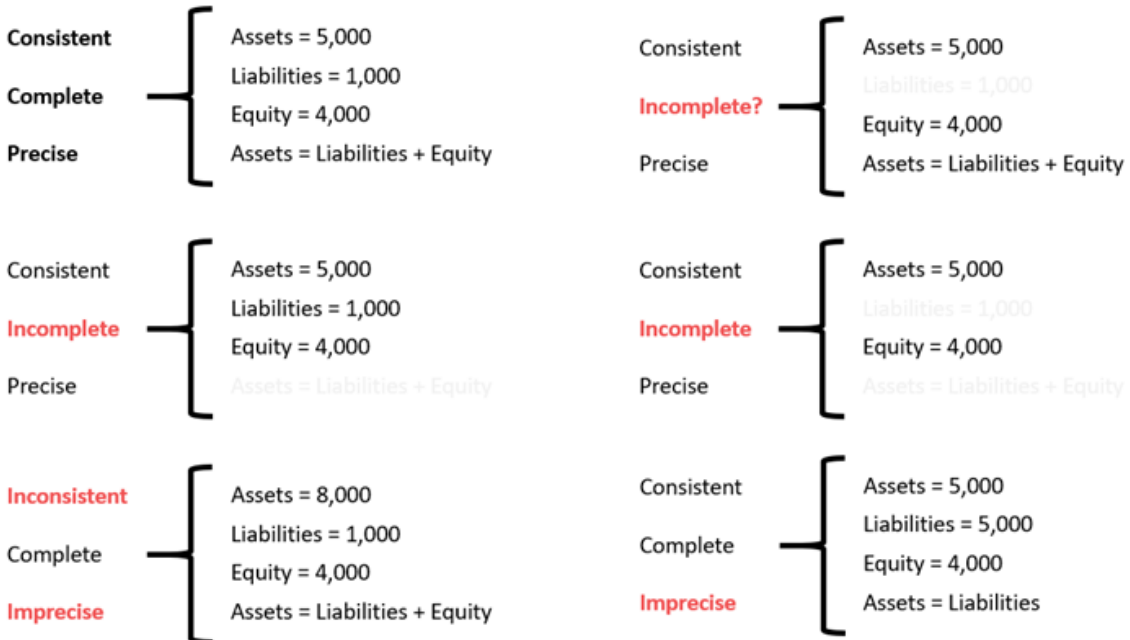 Consistent
Complete
Precise
Assets = 5,000
Liabilities = 1,000
Equity = 4,000
Assets = Liabilities + Equity
Consistent
Incomplete?
Precise
Assets = 5,000
Liabilities = 1,000
Equity = 4,000
Assets = Liabilities + Equity
Consistent
Incomplete
Precise
Assets = 5,000
Liabilities = 1,000
Equity = 4,000
Assets = Liabilities + Equity
Consistent
Incomplete
Precise
Assets = 5,000
Liabilities = 1,000
Equity = 4,000
Assets = Liabilities + Equity
Inconsistent
Complete
Imprecise
Assets = 8,000
Liabilities = 1,000
Equity = 4,000
Assets = Liabilities + Equity
Consistent
Complete
Imprecise
Assets = 5,000
Liabilities = 5,000
Equity = 4,000
Assets = Liabilities